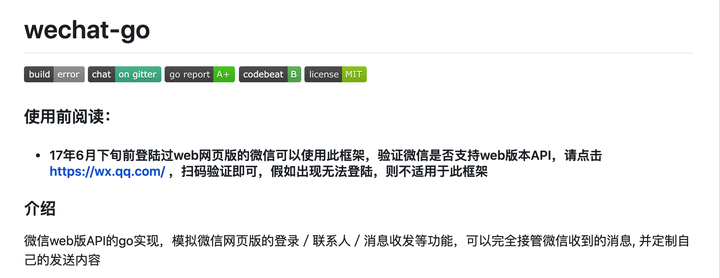 wechat-go
build error chat on gitter go report A+ codebeat B license MIT
使用前阅读：
• 17年6月下旬前登陆过web网页版的微信可以使用此框架，验证微信是否支持web版本API，请点击
https://wx.qq.com/ ，扫码验证即可，假如出现无法登陆，则不适用于此框架
介绍
微信web版API的go实现，模拟微信网页版的登录 / 联系人 / 消息收发等功能，可以完全接管微信收到的消息, 并定制自
己的发送内容